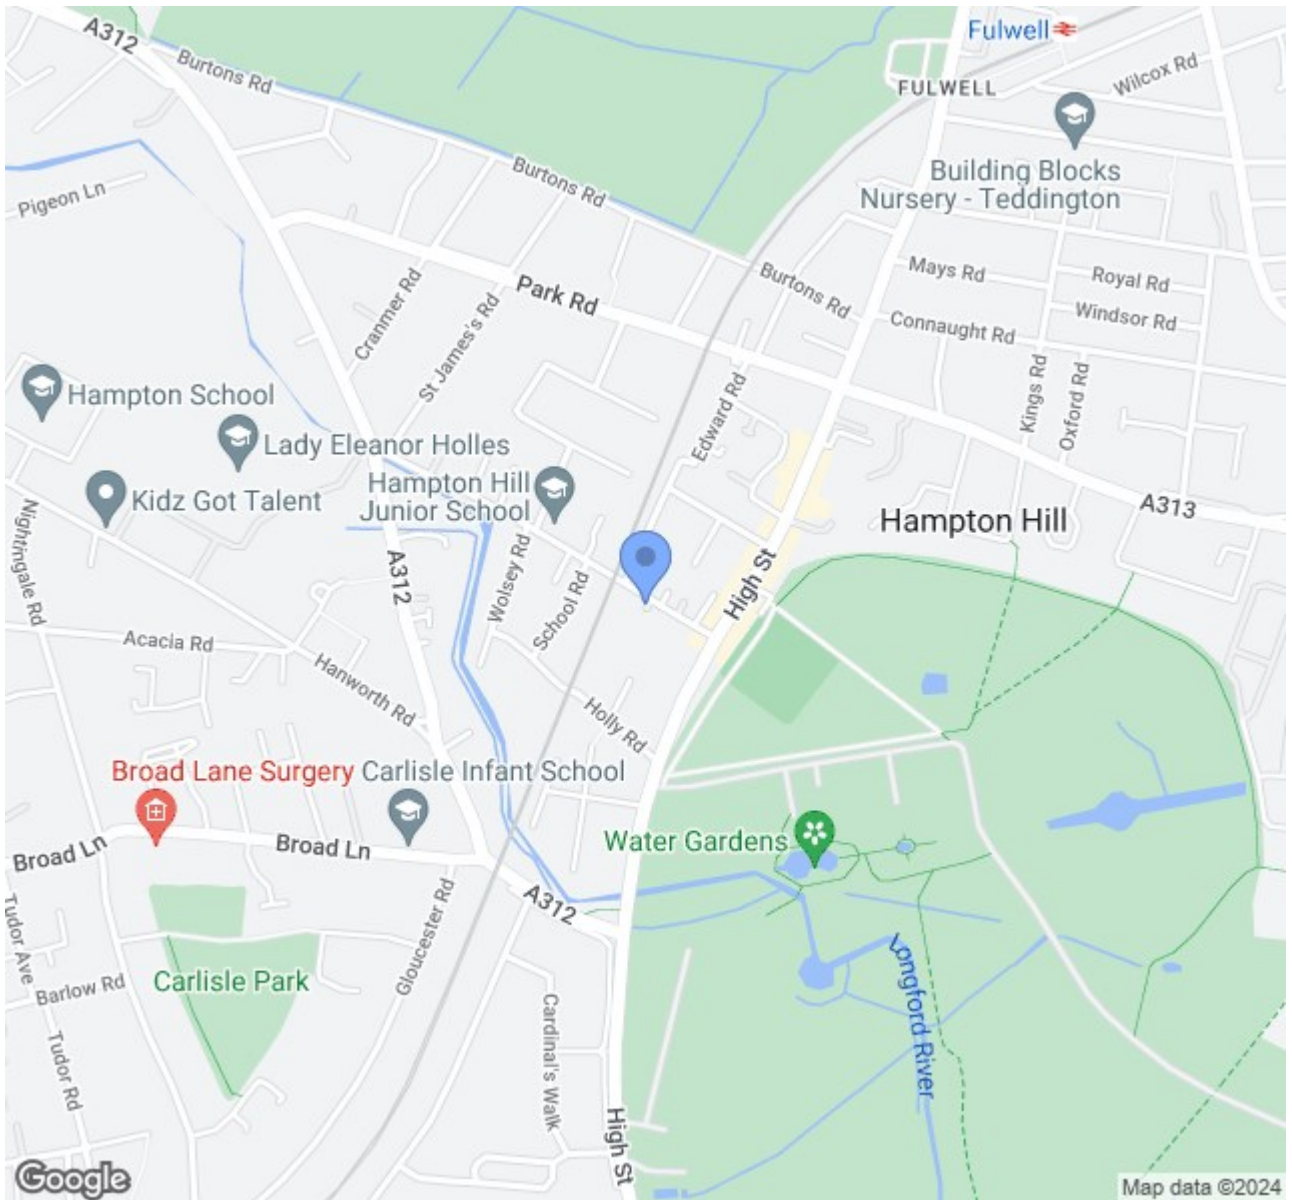 A312
Fulwell
Burtons Rd
FULWELL
Wilcox Rd
Building Blocks
Nursery - Teddington
Pigeon Ln
Burtons Rd
Mays Rd
Royal Rd
Burtons Rd
Park Rd
Windsor Rd
Connaught Rd
Cranmer Rd
St James's Rd
Kings Rd
Oxford Rd
Edward Rd
Hampton School
Lady Eleanor Holles
Hampton Hill
Junior School
Kidz Got Talent
A313
Hampton Hill
Nightingale Rd
A312
Wolsey Rd
School Rd
High St
Acacia Rd
Hanworth Rd
Holly Rd
Broad Lane Surgery
Carlisle Infant School
Water Gardens
Broad Ln
Broad Ln
A312
Tudor Ave
Gloucester Rd
Carlisle Park
Barlow Rd
Longford River
Cardinal's Walk
Tudor Rd
High St
Google
Map data ©2024